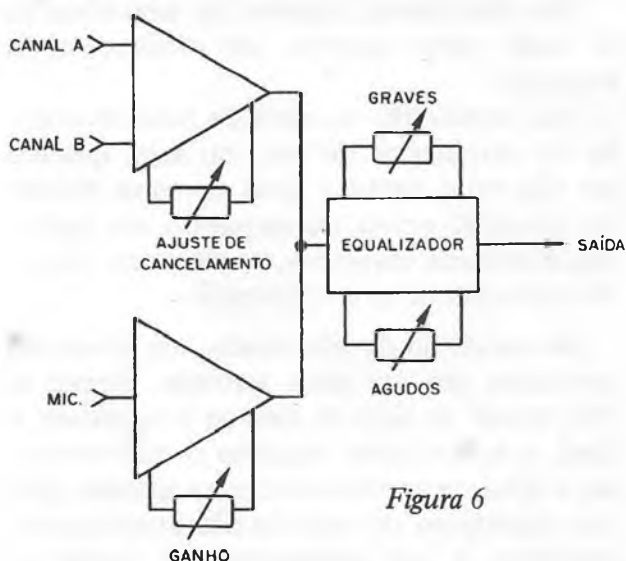 CANAL A
CANAL B
AJUSTE DE
CANCELAMENTO
GRAVES
EQUALIZADOR
SAÍDA
AGUDOS
MIC.
GANHO
Figura 6